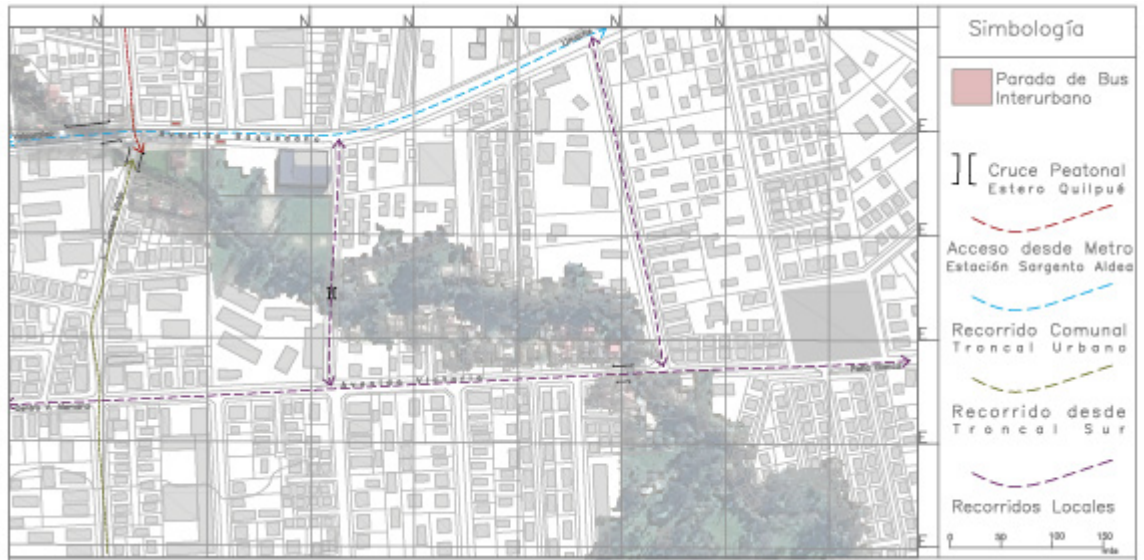 N N N N N N N N
Simbología
Parada de Bus
Interurbano
E
Cruce Peatonal
Estero Quilpué
E
Acceso desde Metro
Estación Sargento Aldea
E
Recorrido Comunal
Troncal Urbano
E
Recorrido desde
Troncal Sur
Recorridos Locales
0 50 100 150
E